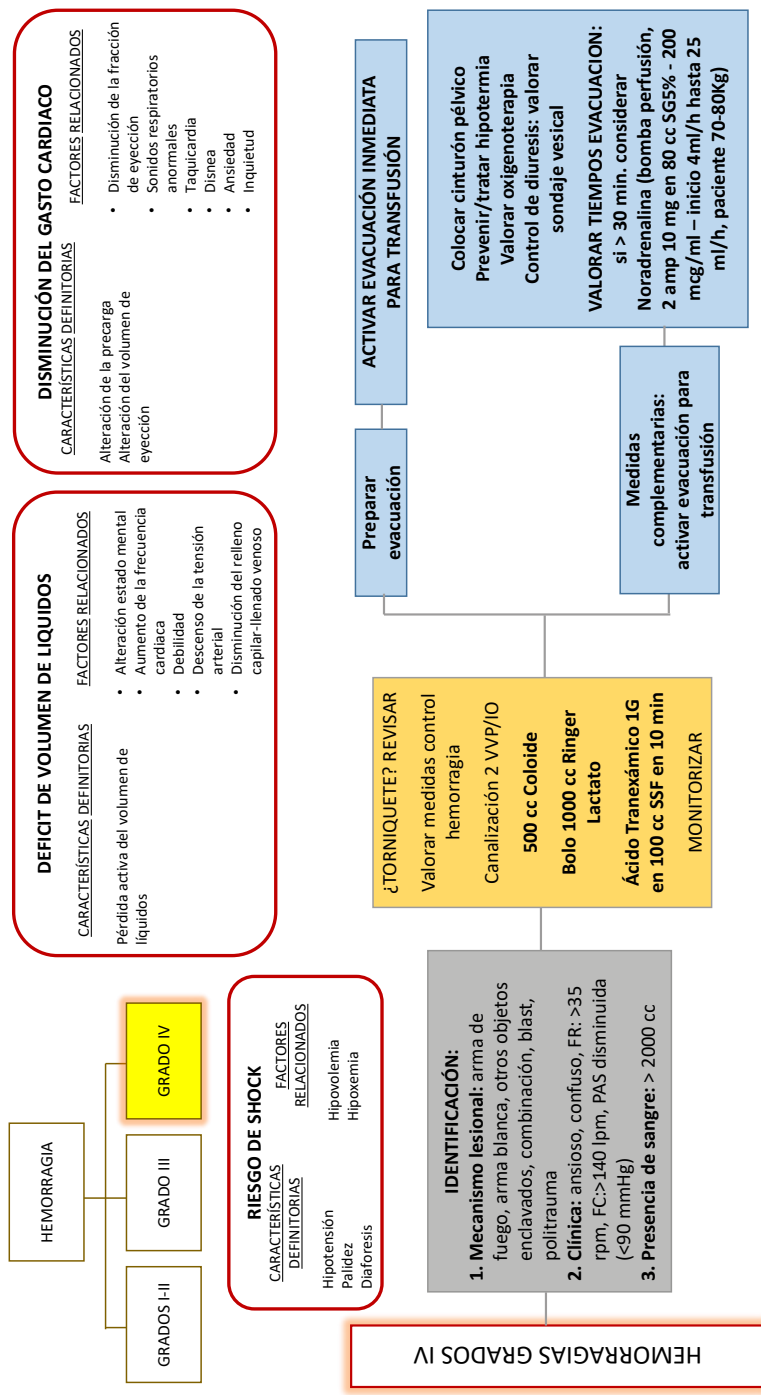 HEMORRAGIA
GRADOS I-II
GRADO III
GRADO IV
DEFICIT DE VOLUMEN DE LIQUIDOS
CARACTERÍSTICAS DEFINITORIAS
Pérdida activa del volumen de
líquidos
FACTORES RELACIONADOS
• Alteración estado mental
• Aumento de la frecuencia
cardiaca
• Debilidad
• Descenso de la tensión
arterial
• Disminución del relleno
capilar-llenado venoso
DISMINUCIÓN DEL GASTO CARDIACO
CARACTERÍSTICAS DEFINITORIAS
Alteración de la precarga
Alteración del volumen de
eyección
FACTORES RELACIONADOS
• Disminución de la fracción
de eyección
• Sonidos respiratorios
anormales
• Taquicardia
• Disnea
• Ansiedad
• Inquietud
RIESGO DE SHOCK
CARACTERÍSTICAS
DEFINITORIAS
Hipotensión
Palidez
Diaforesis
FACTORES
RELACIONADOS
Hipovolemia
Hipoxemia
HEMORRAGIAS GRADOS IV
IDENTIFICACIÓN:
1. Mecanismo lesional: arma de
fuego, arma blanca, otros objetos
enclavados, combinación, blast,
politrauma
2. Clínica: ansioso, confuso, FR: >35
rpm, FC:>140 lpm, PAS disminuida
(<90 mmHg)
3. Presencia de sangre: > 2000 cc
¿TORNIQUETE? REVISAR
Valorar medidas control
hemorragia
Canalización 2 VVP/IO
500 cc Coloide
Bolo 1000 cc Ringer
Lactato
Ácido Tranexámico 1G
en 100 cc SSF en 10 min
MONITORIZAR
Preparar
evacuación
ACTIVAR EVACUACIÓN INMEDIATA
PARA TRANSFUSIÓN
Medidas
complementarias:
activar evacuación para
transfusión
Colocar cinturón pélvico
Prevenir/tratar hipotermia
Valorar oxigenoterapia
Control de diuresis: valorar
sondaje vesical
VALORAR TIEMPOS EVACUACION:
si > 30 min. considerar
Noradrenalina (bomba perfusión,
2 amp 10 mg en 80 cc SG5% - 200
mcg/ml – inicio 4ml/h hasta 25
ml/h, paciente 70-80Kg)